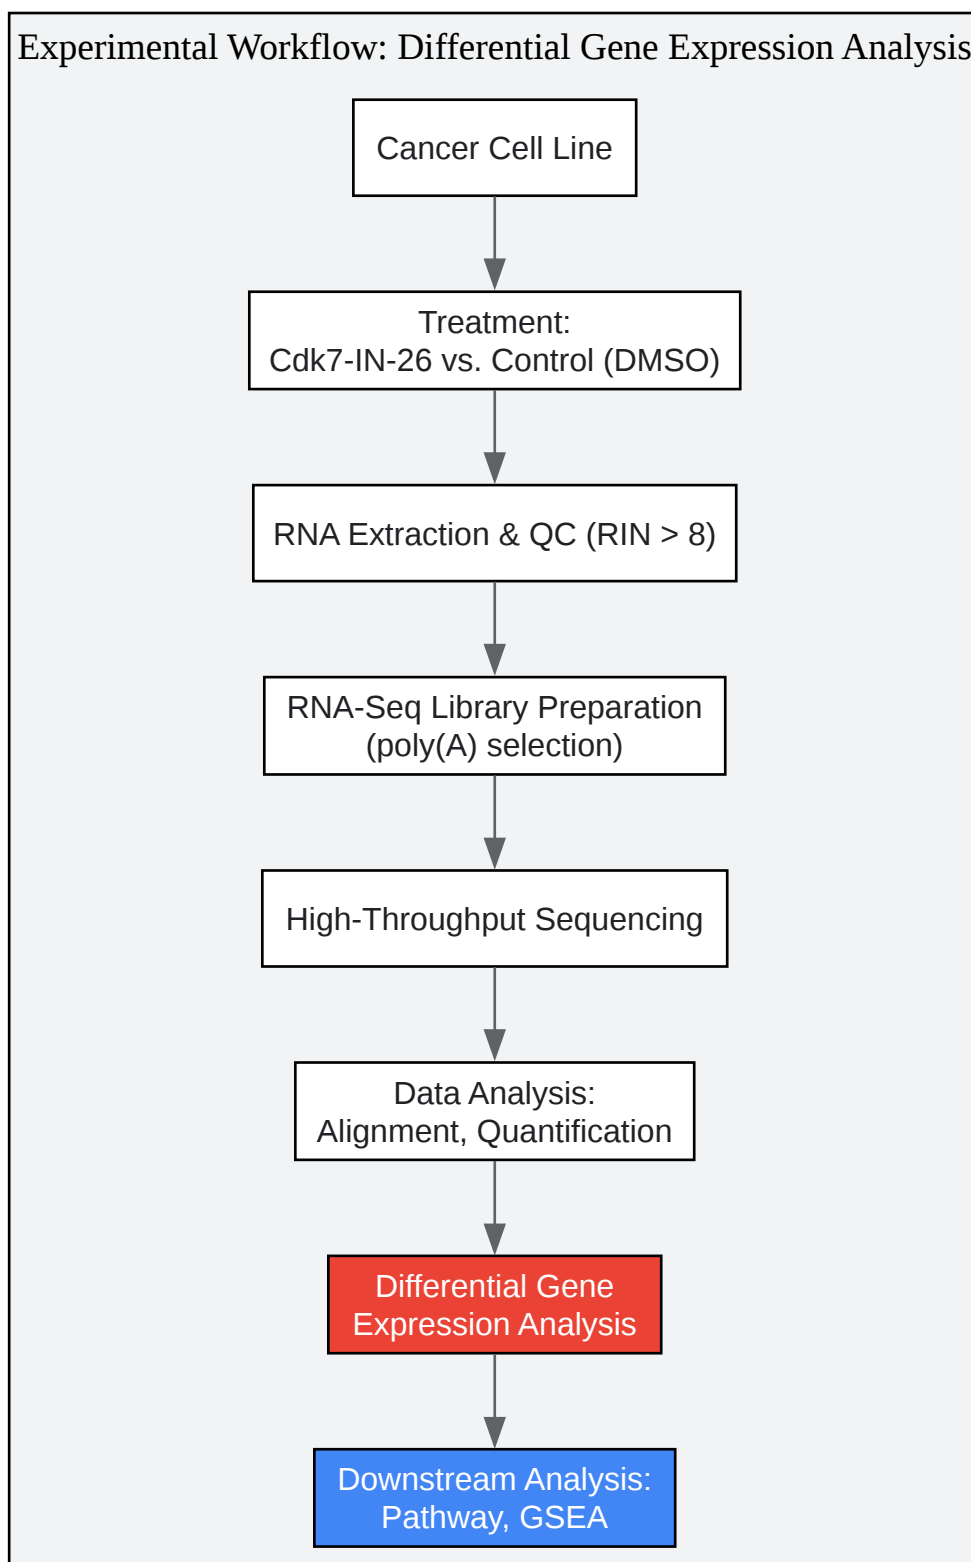 Experimental Workflow: Differential Gene Expression Analysis
Cancer Cell Line
Treatment:
Cdk7-IN-26 vs. Control (DMSO)
RNA Extraction & QC (RIN > 8)
RNA-Seq Library Preparation
(poly(A) selection)
High-Throughput Sequencing
Data Analysis:
Alignment, Quantification
Differential Gene
Expression Analysis
Downstream Analysis:
Pathway, GSEA